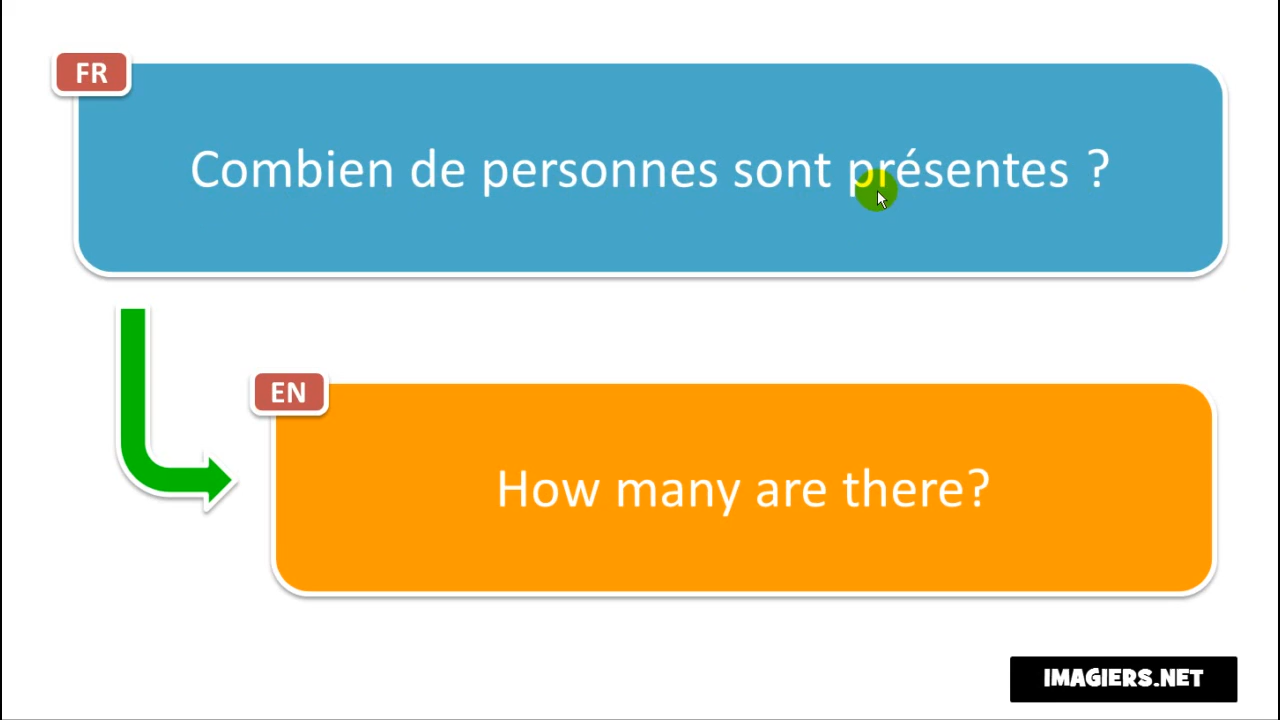 FR
Combien de personnes sont présentes ?
EN
How many are there?
IMAGIERS.NET